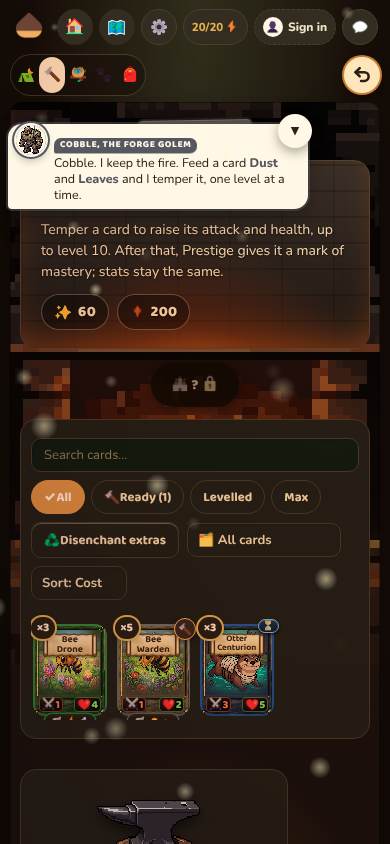 20/20
Sign in
COBBLE, THE FORGE GOLEM
Cobble. I keep the fire. Feed a card Dust
and Leaves and I temper it, one level at a
time.
Temper a card to raise its attack and health, up
to level 10. After that, Prestige gives it a mark of
mastery; stats stay the same.
60
200
?
Search cards...
All
Ready (1)
Levelled
Max
Disenchant extras
All cards
Sort: Cost
×3
Bee
Drone
1
4
×5
Bee
Warden
1
2
×3
Otter
Centurion
3
5